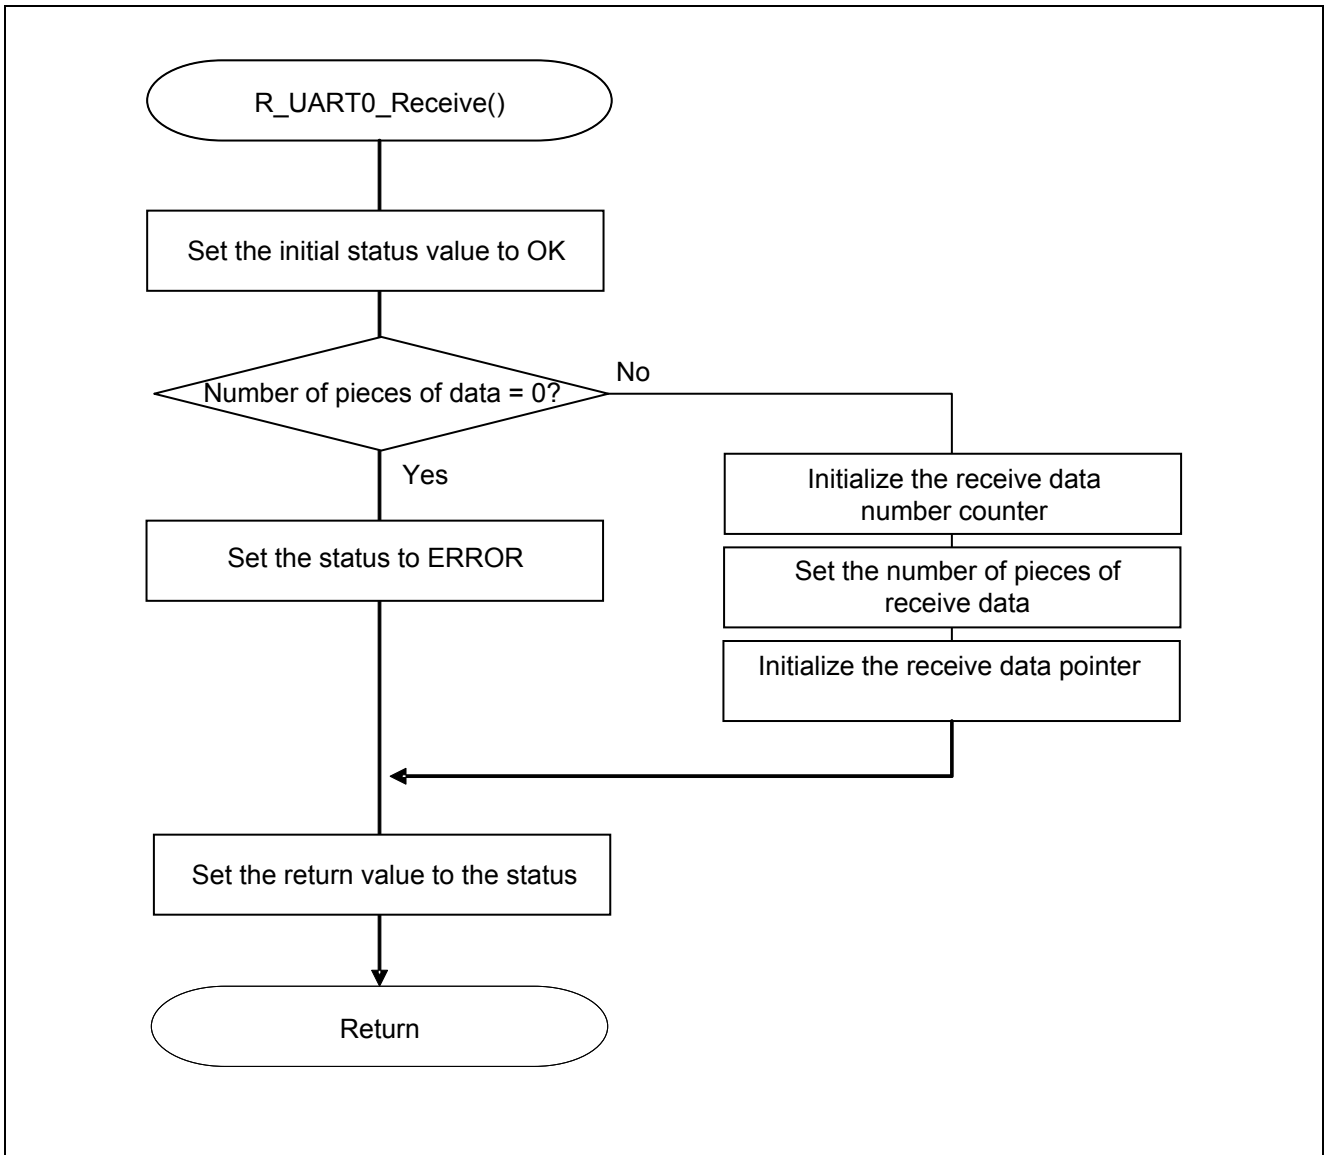 R_UART0_Receive()
Set the initial status value to OK
Number of pieces of data = 0?
No
Yes
Initialize the receive data
number counter
Set the status to ERROR
Set the number of pieces of
receive data
Initialize the receive data pointer
Set the return value to the status
Return